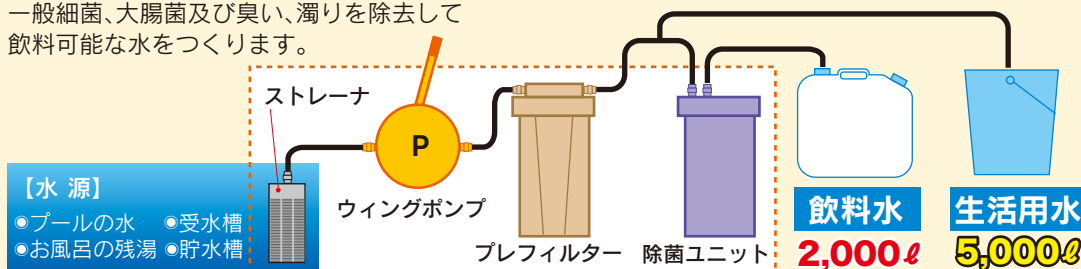 一般細菌、大腸菌及び臭い、濁りを除去して
飲料可能な水をつくります。
ストレーナ
P
【水 源】
◉プールの水 ◉受水槽
◉お風呂の残湯 ◉貯水槽
ウィングポンプ
プレフィルター
除菌ユニット
飲料水
2,000ℓ
生活用水
5,000ℓ